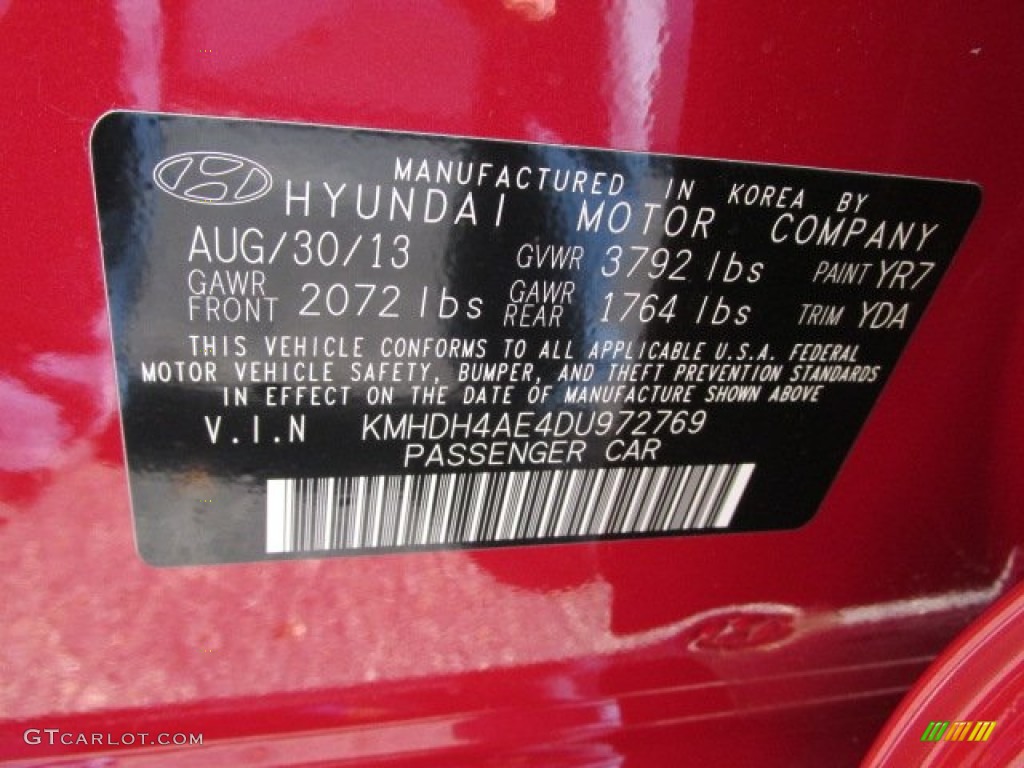 MANUFACTURED IN KOREA BY
HYUNDAI MOTOR COMPANY
AUG/30/13 GVWR 3792 lbs PAINT YR7
GAWR FRONT 2072 lbs GAWR REAR 1764 lbs TRIM YDA
THIS VEHICLE CONFORMS TO ALL APPLICABLE U.S.A. FEDERAL
MOTOR VEHICLE SAFETY, BUMPER, AND THEFT PREVENTION STANDARDS
IN EFFECT ON THE DATE OF MANUFACTURE SHOWN ABOVE
V.I.N KMHDH4AE4DU972769
PASSENGER CAR
GTCARLOT.COM